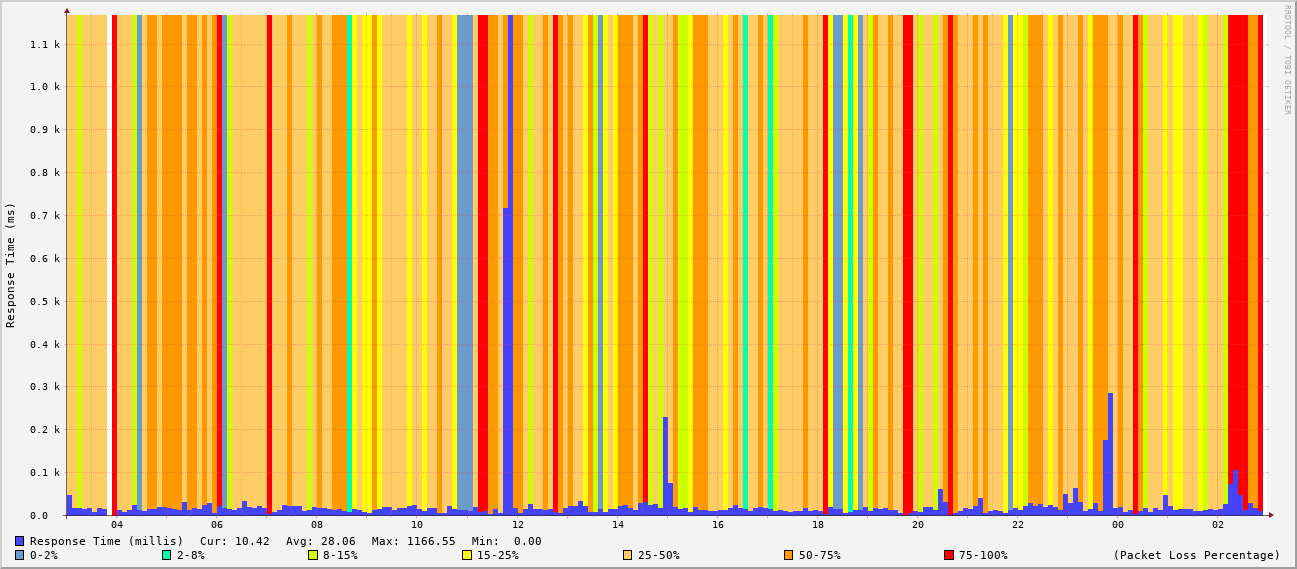 RRDTOOL / TOBI OETIKER
Response Time (ms)
1.1 k
1.0 k
0.9 k
0.8 k
0.7 k
0.6 k
0.5 k
0.4 k
0.3 k
0.2 k
0.1 k
0.0
04 06 08 10 12 14 16 18 20 22 00 02
Response Time (millis) Cur: 10.42 Avg: 28.06 Max: 1166.55 Min: 0.00
0-2% 2-8% 8-15% 15-25% 25-50% 50-75% 75-100% (Packet Loss Percentage)